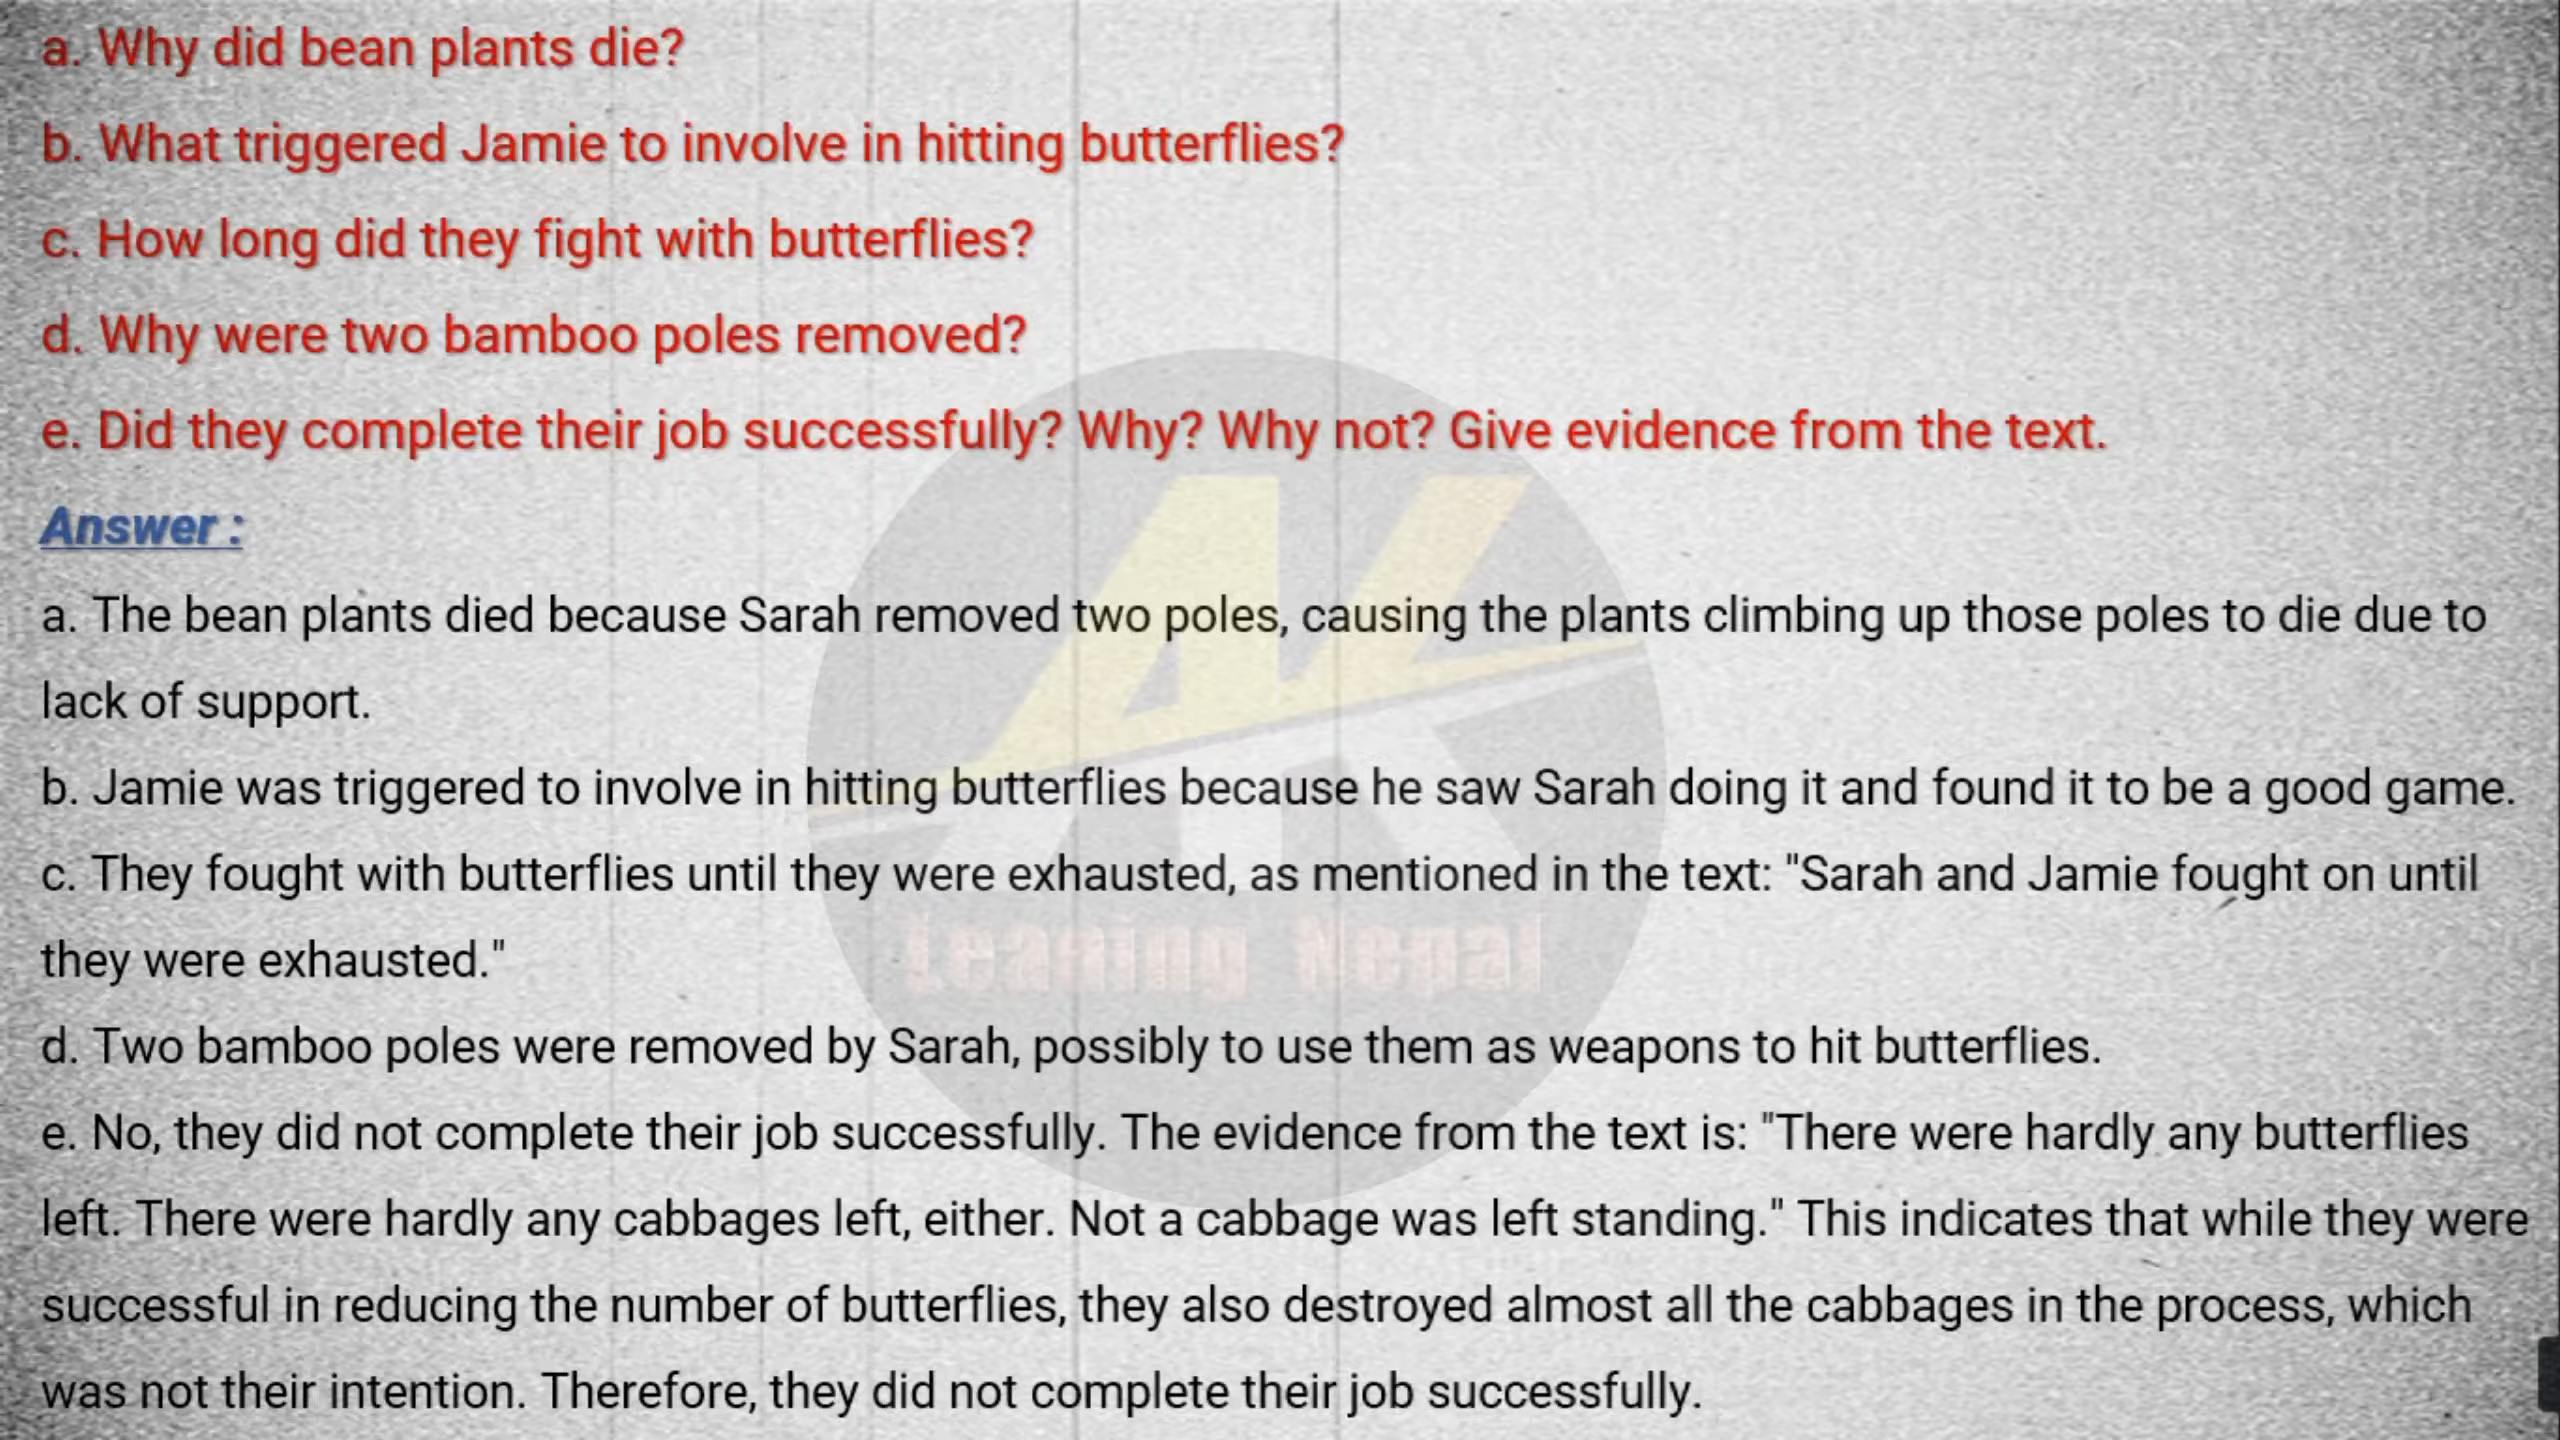 a. Why did bean plants die?
b. What triggered Jamie to involve in hitting butterflies?
c. How long did they fight with butterflies?
d. Why were two bamboo poles removed?
e. Did they complete their job successfully? Why? Why not? Give evidence from the text.
Answer :
a. The bean plants died because Sarah removed two poles, causing the plants climbing up those poles to die due to
lack of support.
b. Jamie was triggered to involve in hitting butterflies because he saw Sarah doing it and found it to be a good game.
c. They fought with butterflies until they were exhausted, as mentioned in the text: "Sarah and Jamie fought on until
they were exhausted."
Leaning Nepal
d. Two bamboo poles were removed by Sarah, possibly to use them as weapons to hit butterflies.
e. No, they did not complete their job successfully. The evidence from the text is: "There were hardly any butterflies
left. There were hardly any cabbages left, either. Not a cabbage was left standing." This indicates that while they were
successful in reducing the number of butterflies, they also destroyed almost all the cabbages in the process, which
was not their intention. Therefore, they did not complete their job successfully.